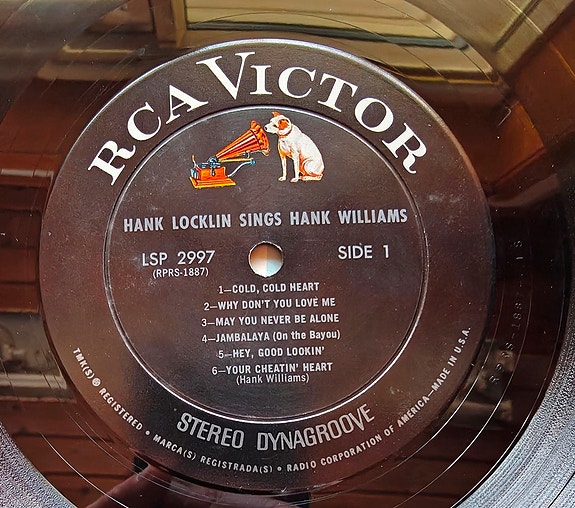 RCA VICTOR
HANK LOCKLIN SINGS HANK WILLIAMS
LSP 2997
(RPRS-1887)
SIDE 1
1—COLD, COLD HEART
2—WHY DON'T YOU LOVE ME
3—MAY YOU NEVER BE ALONE
4—JAMBALAYA (On the Bayou)
5—HEY, GOOD LOOKIN'
6—YOUR CHEATIN' HEART
(Hank Williams)
STEREO DYNAGROOVE
TMK(S) ® REGISTERED • MARCA(S) REGISTRADA(S) • RADIO CORPORATION OF AMERICA—MADE IN U.S.A.